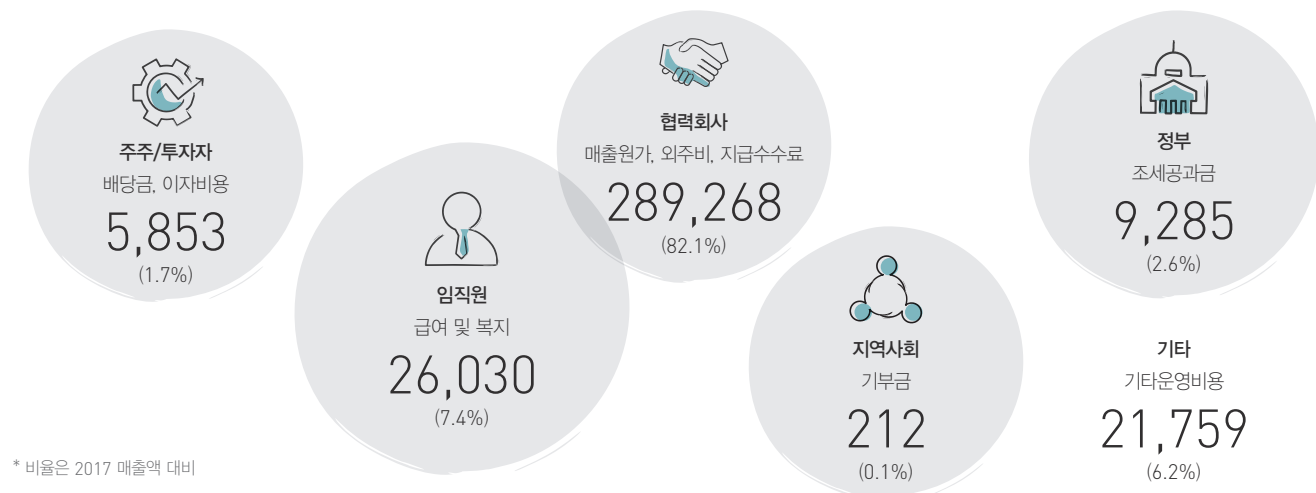 주주/투자자
배당금, 이자비용
5,853
(1.7%)
임직원
급여 및 복지
26,030
(7.4%)
협력회사
매출원가, 외주비, 지급수수료
289,268
(82.1%)
지역사회
기부금
212
(0.1%)
정부
조세공과금
9,285
(2.6%)
기타
기타운영비용
21,759
(6.2%)
* 비율은 2017 매출액 대비